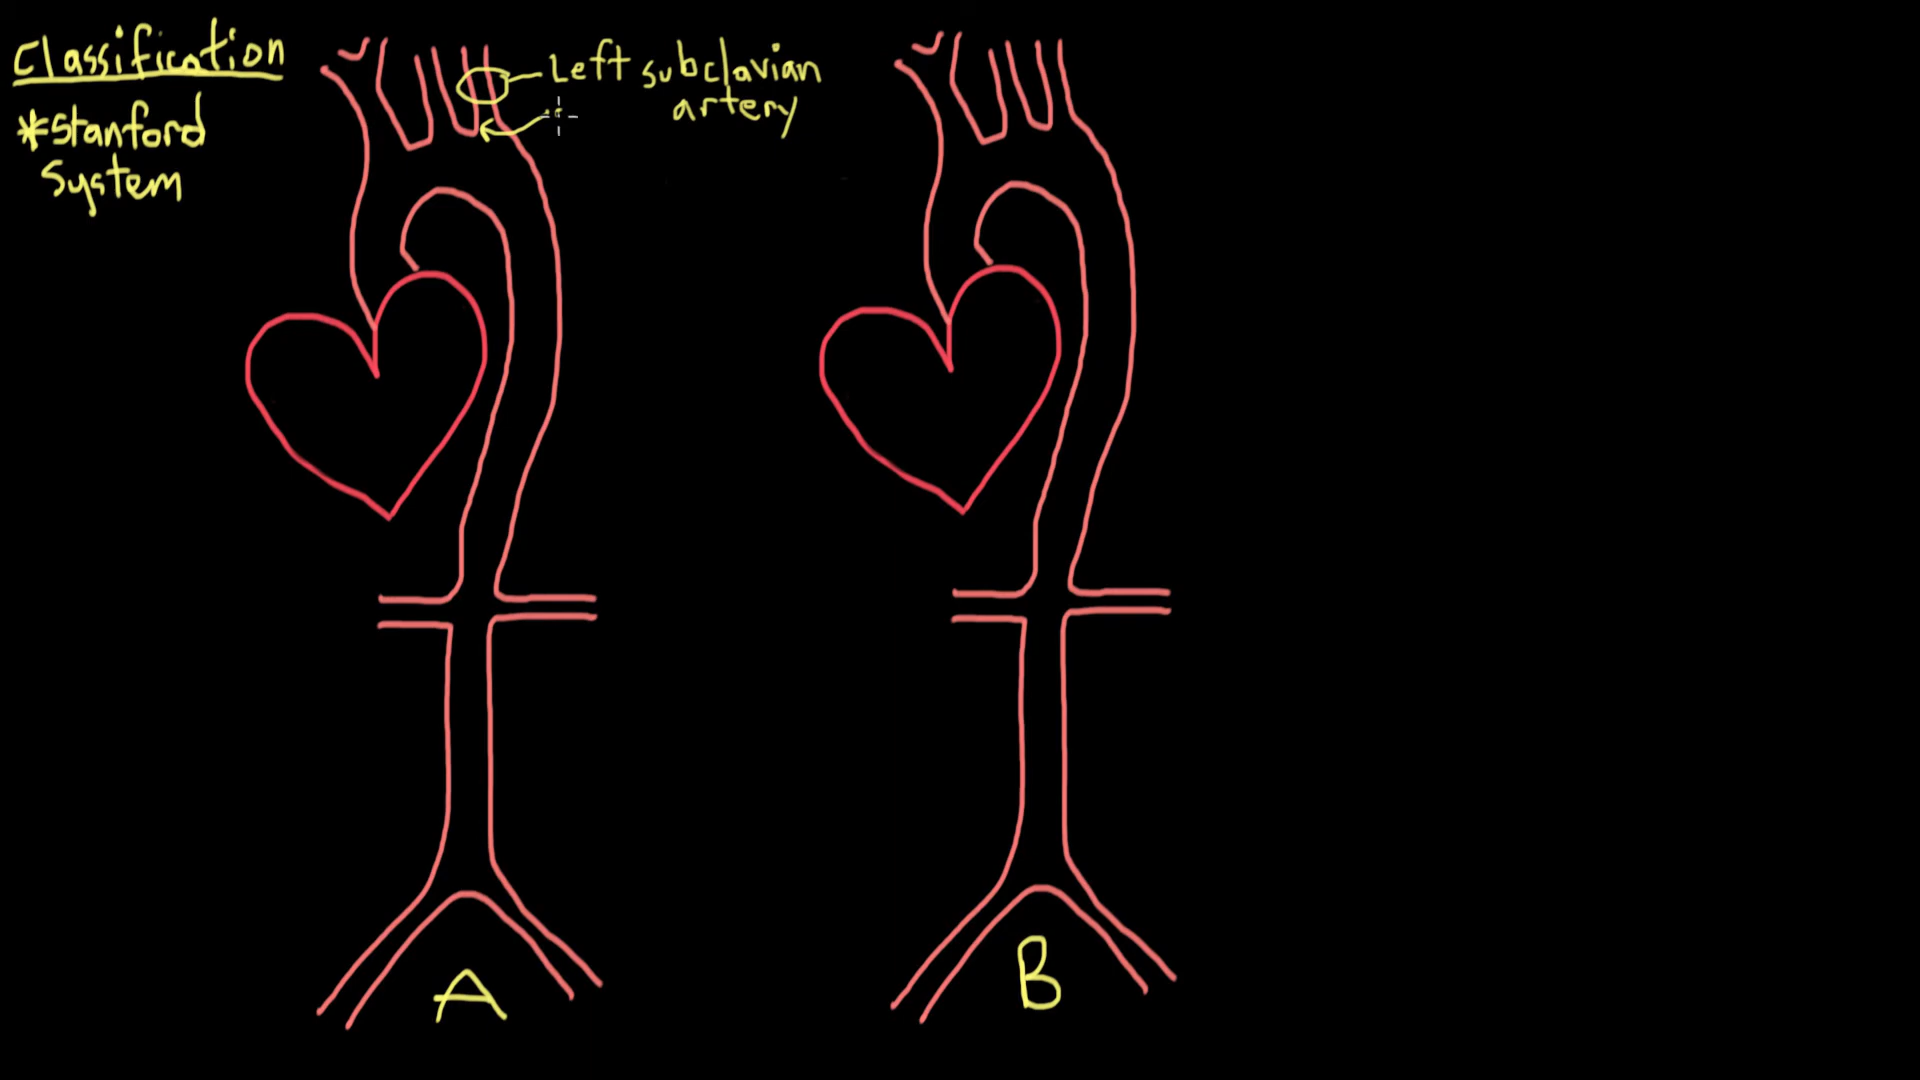 Classification
*Stanford
System
Left subclavian
artery
A
B